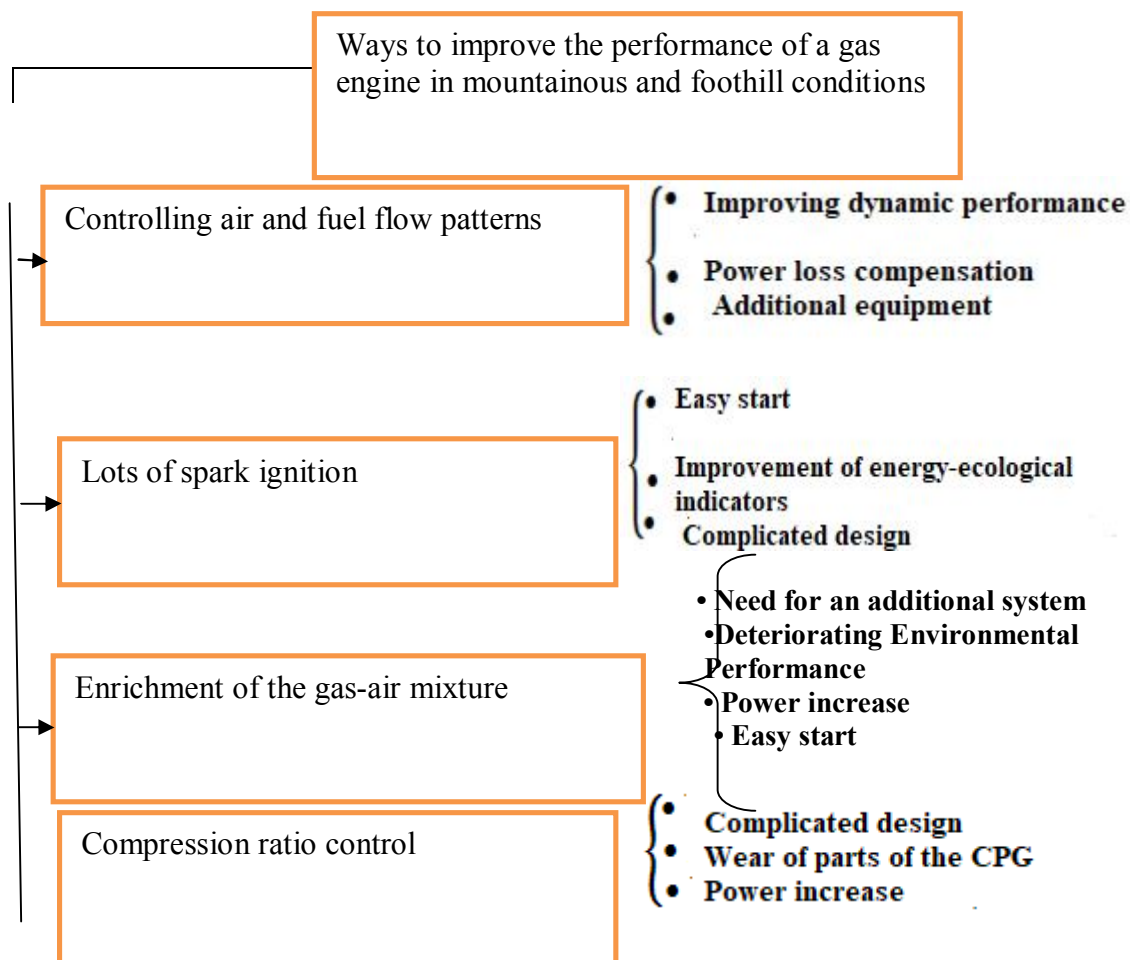 Ways to improve the performance of a gas
engine in mountainous and foothill conditions
Controlling air and fuel flow patterns
• Improving dynamic performance
• Power loss compensation
• Additional equipment
Lots of spark ignition
• Easy start
• Improvement of energy-ecological
indicators
• Complicated design
Enrichment of the gas-air mixture
• Need for an additional system
•Deteriorating Environmental
Performance
• Power increase
• Easy start
Compression ratio control
• Complicated design
• Wear of parts of the CPG
• Power increase